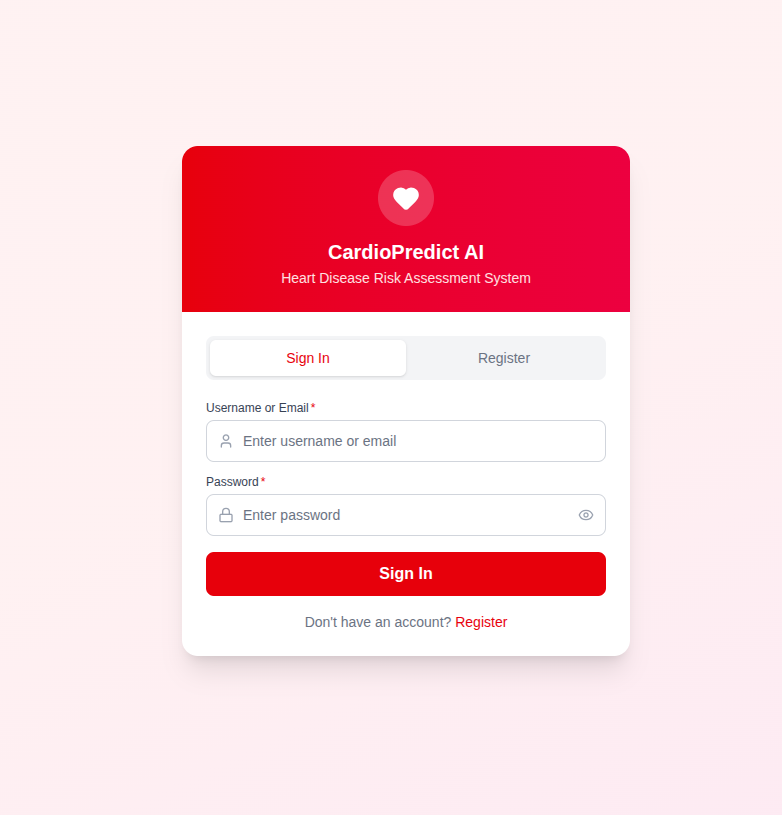 CardioPredict AI
Heart Disease Risk Assessment System
Sign In
Register
Username or Email *
Enter username or email
Password *
Enter password
Sign In
Don't have an account? Register